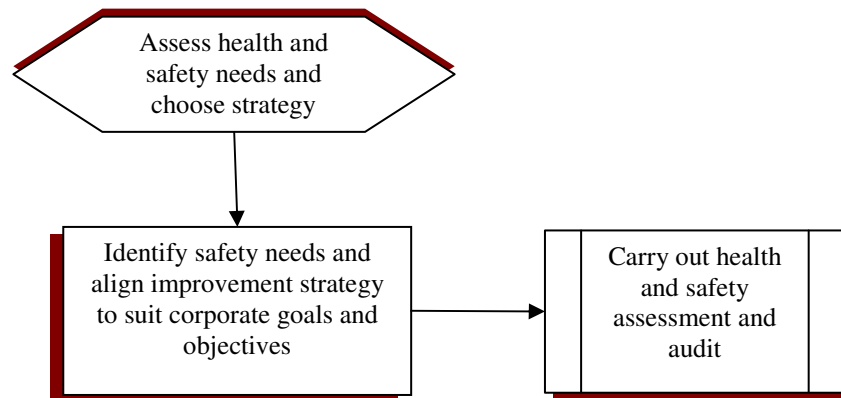 Assess health and
safety needs and
choose strategy
Identify safety needs and
align improvement strategy
to suit corporate goals and
objectives
Carry out health
and safety
assessment and
audit